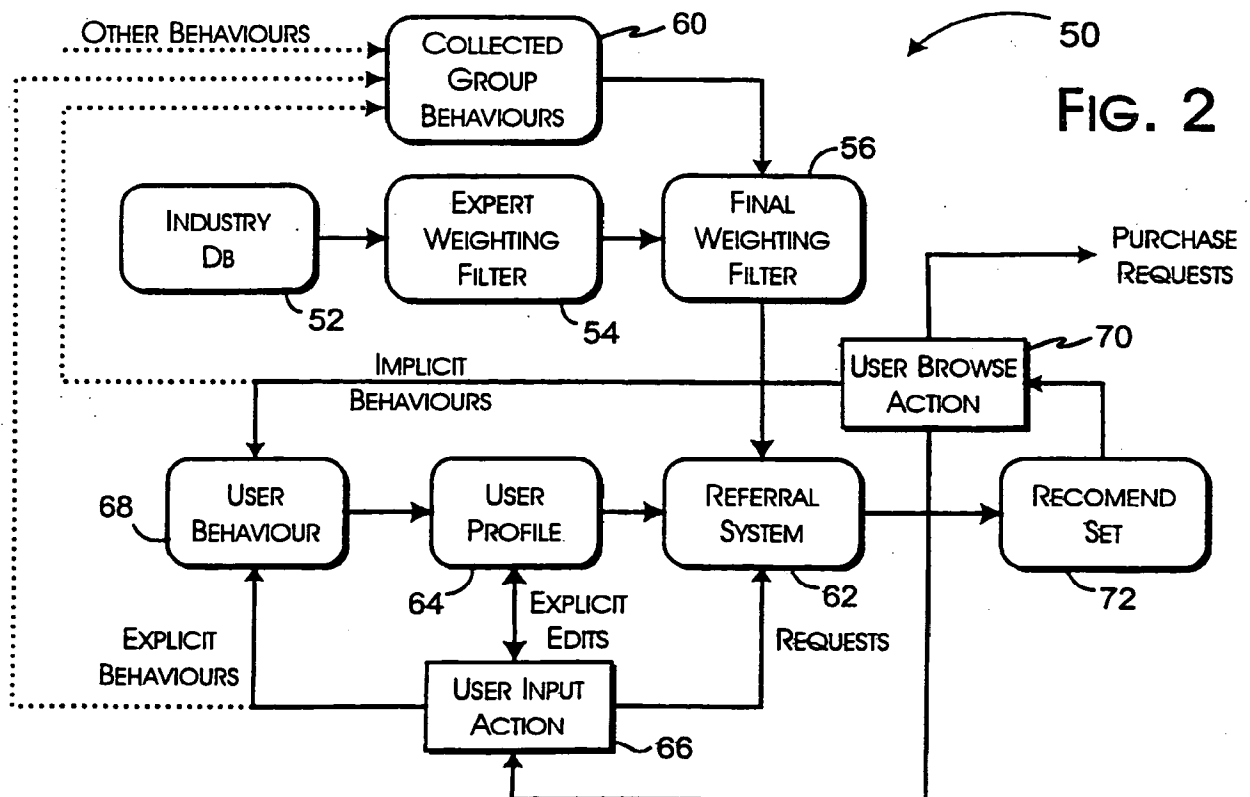 OTHER BEHAVIOURS
COLLECTED
GROUP
BEHAVIOURS
60
50
FIG. 2
INDUSTRY
DB
52
EXPERT
WEIGHTING
FILTER
54
FINAL
WEIGHTING
FILTER
56
PURCHASE
REQUESTS
IMPLICIT
BEHAVIOURS
USER BROWSE
ACTION
70
68
USER
BEHAVIOUR
USER
PROFILE
64
REFERRAL
SYSTEM
62
RECOMEND
SET
72
EXPLICIT
BEHAVIOURS
EXPLICIT
EDITS
REQUESTS
USER INPUT
ACTION
66